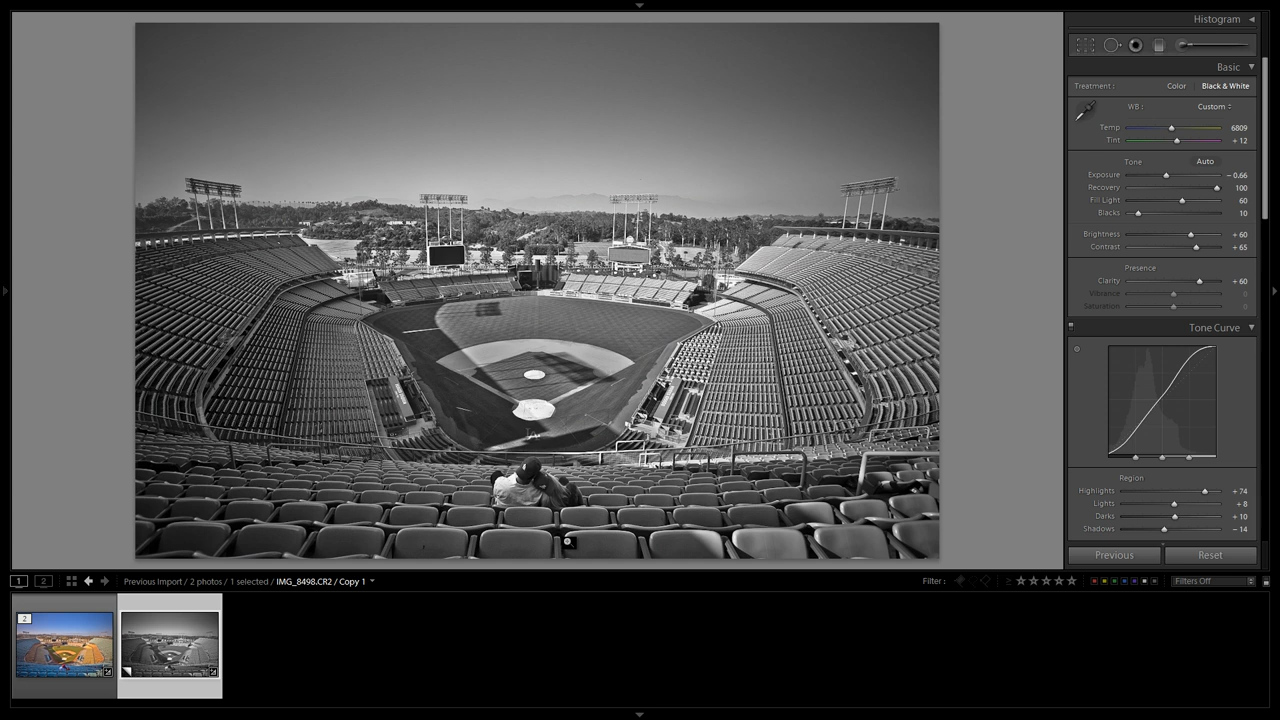 Histogram
Basic
Treatment : Color Black & White
WB : Custom
Temp 6809
Tint + 12
Tone Auto
Exposure − 0.66
Recovery 100
Fill Light 60
Blacks 10
Brightness + 60
Contrast + 65
Presence
Clarity + 60
Vibrance 0
Saturation 0
Tone Curve
Region
Highlights + 74
Lights + 8
Darks + 10
Shadows − 14
Previous Reset
1 2 Previous Import / 2 photos / 1 selected / IMG_8498.CR2 / Copy 1 Filter : ≥ Filters Off
2